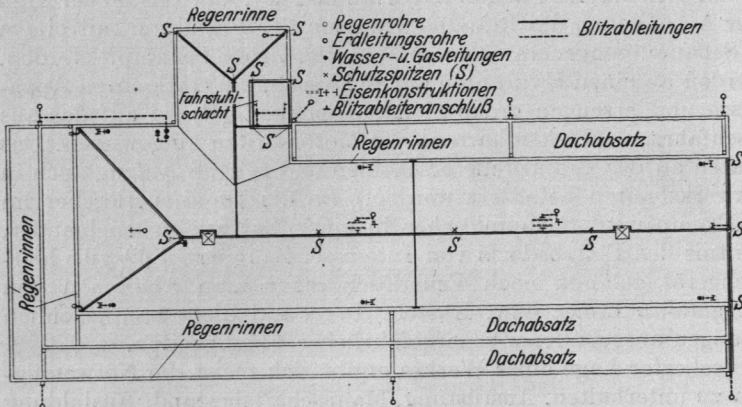 Regenrinne
Regenrohre
Erdleitungsrohre
Wasser- u. Gasleitungen
Schutzspitzen (S)
Eisenkonstruktionen
Blitzableiteranschluß
Blitzableitungen
S
S
S
S
S
Fahrstuhl-
schacht
S
Regenrinnen
Dachabsatz
S
S
S
S
S
S
S
Regenrinnen
S
S
Regenrinnen
Dachabsatz
Dachabsatz